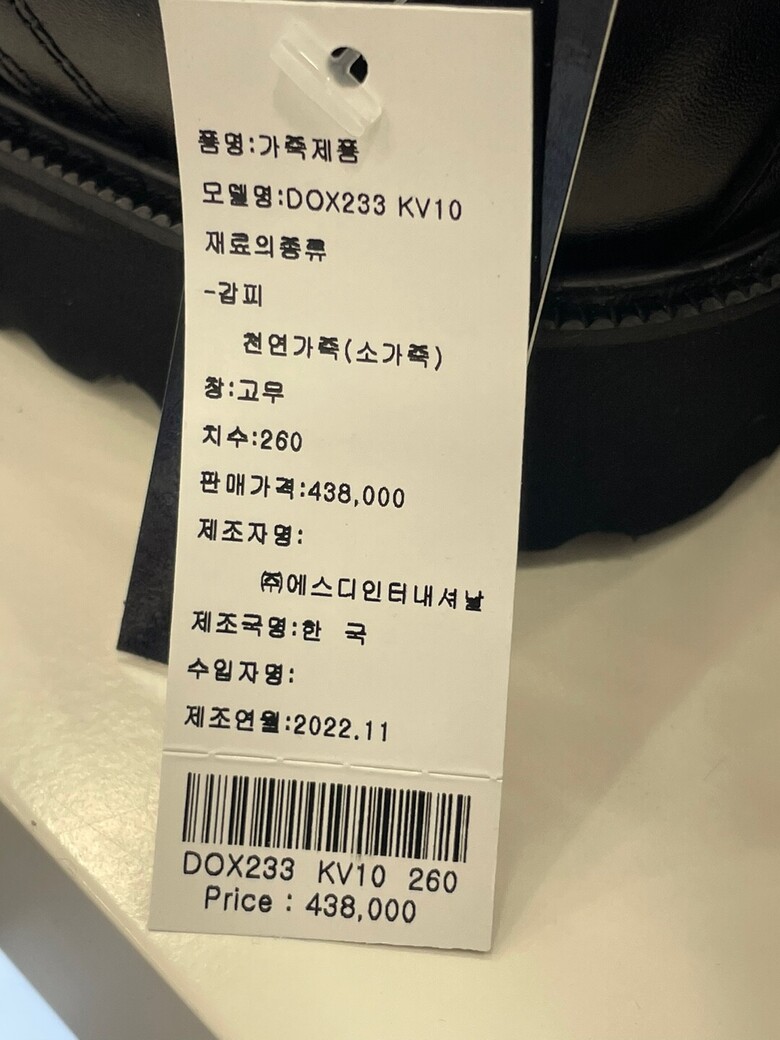 품명:가죽제품
모델명:DOX233 KV10
재료의종류
-갑피
천연가죽(소가죽)
창:고무
치수:260
판매가격:438,000
제조자명:
㈜에스디인터내셔날
제조국명:한 국
수입자명:
제조연월:2022.11
DOX233 KV10 260
Price : 438,000